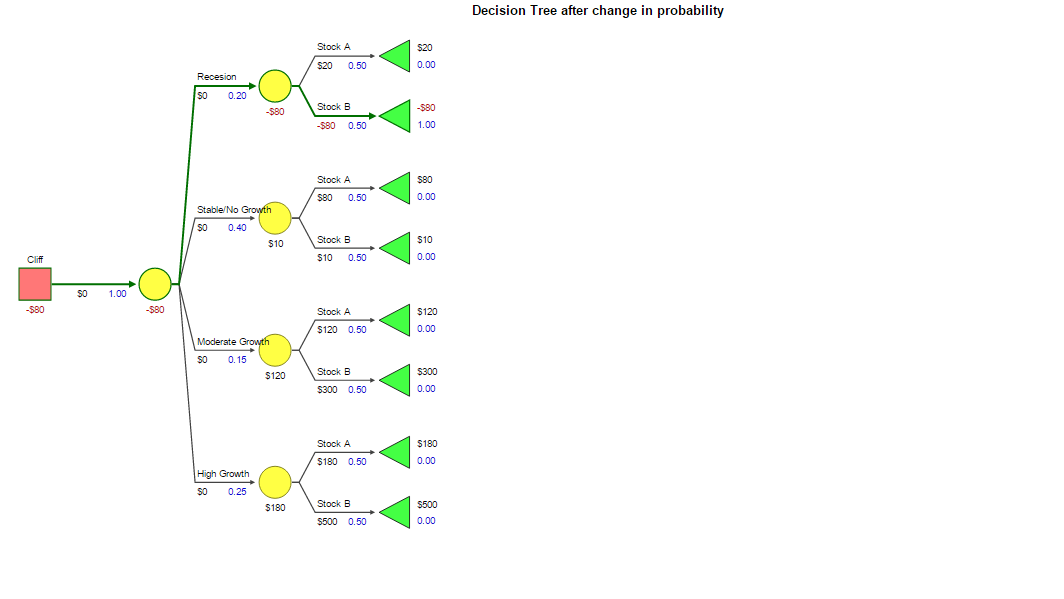 Decision Tree after change in probability
Stock A
$20
$20 0.50
0.00
Recesion
$0 0.20
-$80
Stock B
-$80
-$80 0.50
1.00
Stock A
$80
$80 0.50
0.00
Stable/No Growth
$0 0.40
$10
Stock B
$10
$10 0.50
0.00
Cliff
$0 1.00
-$80
-$80
Stock A
$120
$120 0.50
0.00
Moderate Growth
$0 0.15
$120
Stock B
$300
$300 0.50
0.00
Stock A
$180
$180 0.50
0.00
High Growth
$0 0.25
$180
Stock B
$500
$500 0.50
0.00